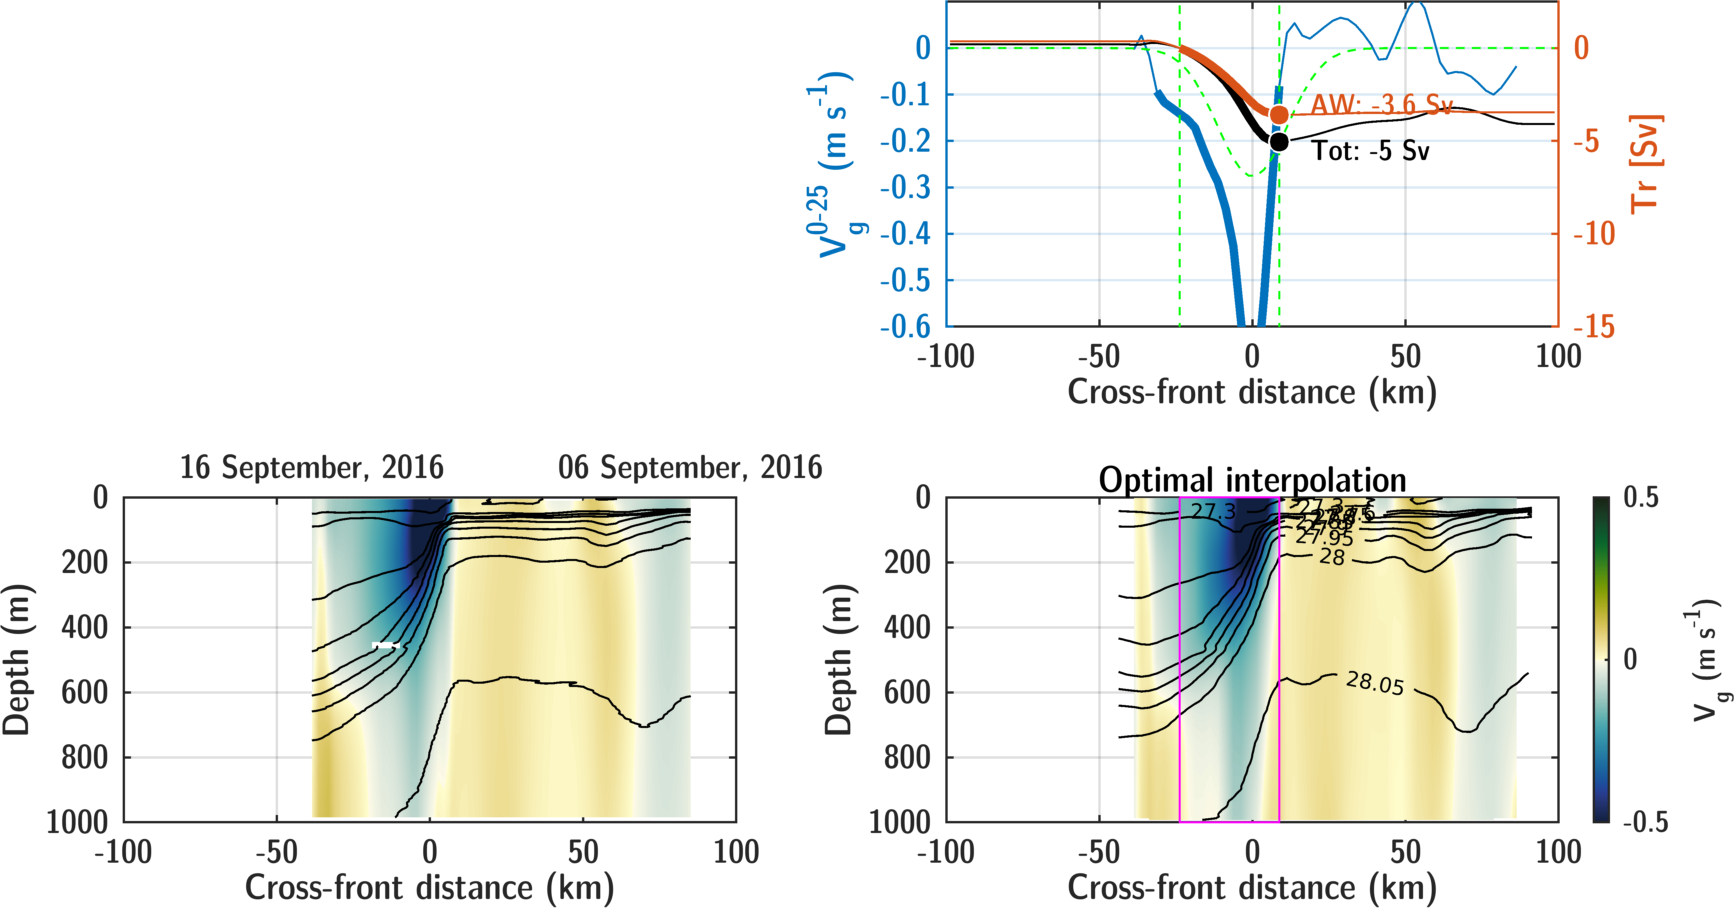 0
-0.1
-0.2
-0.3
-0.4
-0.5
-0.6
V_g^0-25 (m s^-1)
0
-5
-10
-15
Tr [Sv]
AW: -3.6 Sv
Tot: -5 Sv
-100 -50 0 50 100
Cross-front distance (km)
16 September, 2016 06 September, 2016
0
200
400
600
800
1000
Depth (m)
-100 -50 0 50 100
Cross-front distance (km)
Optimal interpolation
0
200
400
600
800
1000
Depth (m)
27.3
27.3
27.95
28
28.05
-100 -50 0 50 100
Cross-front distance (km)
0.5
0
-0.5
V_g (m s^-1)